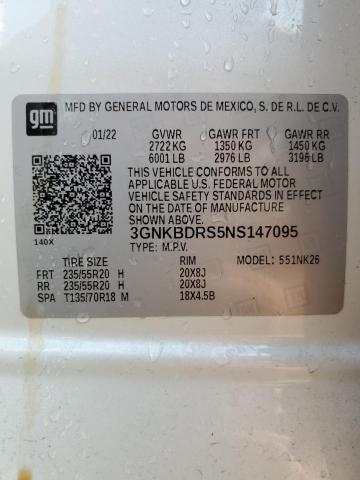 gm MFD BY GENERAL MOTORS DE MEXICO, S. DE R.L. DE C.V.
01/22 GVWR GAWR FRT GAWR RR
2722 KG 1350 KG 1450 KG
6001 LB 2976 LB 3196 LB
THIS VEHICLE CONFORMS TO ALL
APPLICABLE U.S. FEDERAL MOTOR
VEHICLE SAFETY STANDARDS IN EFFECT
ON THE DATE OF MANUFACTURE
SHOWN ABOVE.
140X 3GNKBDRS5NS147095
TYPE: M.P.V.
TIRE SIZE RIM MODEL: 551NK26
FRT 235/55R20 H 20X8J
RR 235/55R20 H 20X8J
SPA T135/70R18 M 18X4.5B